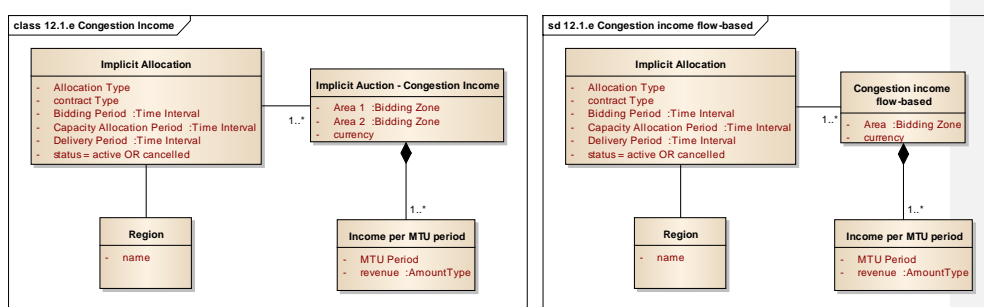 class 12.1.e Congestion Income
Implicit Allocation
- Allocation Type
- contract Type
- Bidding Period :Time Interval
- Capacity Allocation Period :Time Interval
- Delivery Period :Time Interval
- status = active OR cancelled
1..*
Implicit Auction - Congestion Income
- Area 1 :Bidding Zone
- Area 2 :Bidding Zone
- currency
1..*
Region
- name
Income per MTU period
- MTU Period
- revenue :AmountType
sd 12.1.e Congestion income flow-based
Implicit Allocation
- Allocation Type
- contract Type
- Bidding Period :Time Interval
- Capacity Allocation Period :Time Interval
- Delivery Period :Time Interval
- status = active OR cancelled
1..*
Congestion income
flow-based
- Area :Bidding Zone
- currency
1..*
Region
- name
Income per MTU period
- MTU Period
- revenue :AmountType